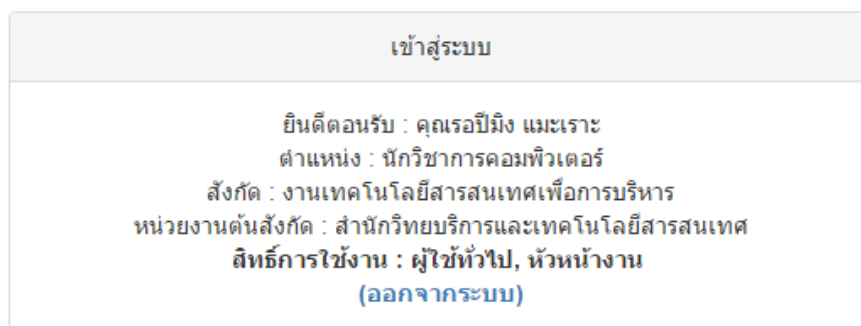 เข้าสู่ระบบ
ยินดีตอนรับ : คุณรอปีมิง แมะเราะ
ตำแหน่ง : นักวิชาการคอมพิวเตอร์
สังกัด : งานเทคโนโลยีสารสนเทศเพื่อการบริหาร
หน่วยงานต้นสังกัด : สำนักวิทยบริการและเทคโนโลยีสารสนเทศ
สิทธิ์การใช้งาน : ผู้ใช้ทั่วไป, หัวหน้างาน
(ออกจากระบบ)